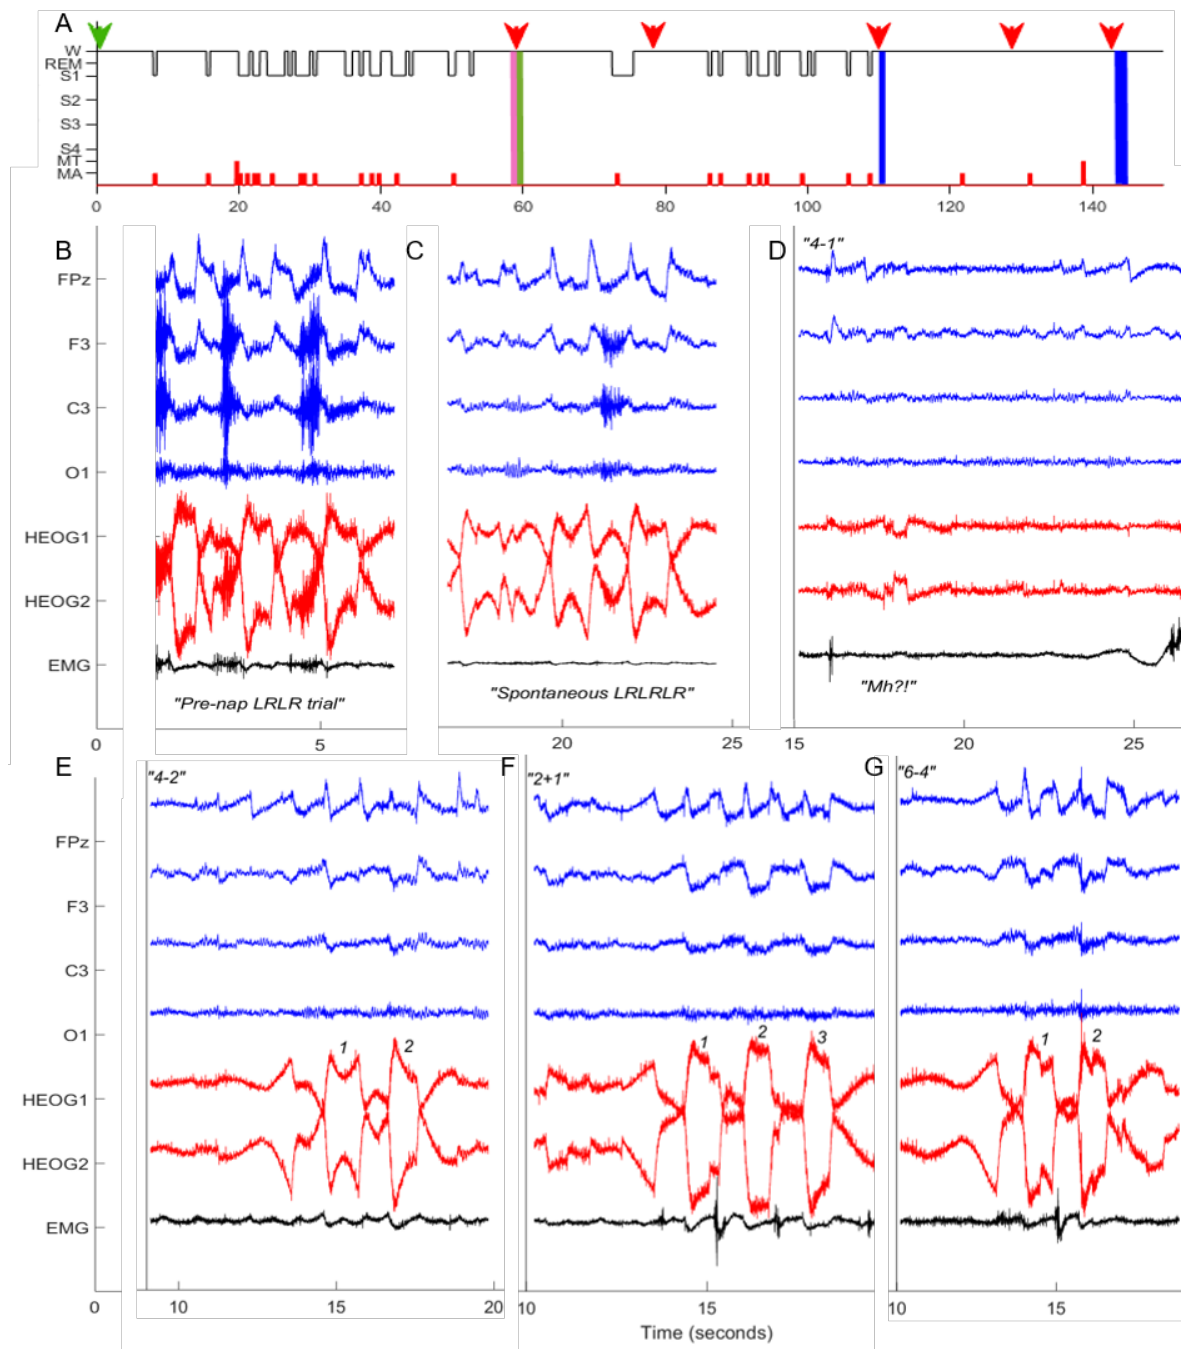 A
W
REM
S1
S2
S3
S4
MT
MA
0 20 40 60 80 100 120 140
B C D
"4-1"
FPz
F3
C3
O1
HEOG1
HEOG2
EMG
"Pre-nap LRLR trial" "Spontaneous LRLRLR" "Mh?!"
0 5 20 25 15 20 25
E F G
"4-2" "2+1" "6-4"
FPz
F3
C3
O1
1 2 1 2 3 1 2
HEOG1
HEOG2
EMG
0 10 15 20 10 15 10 15
Time (seconds)